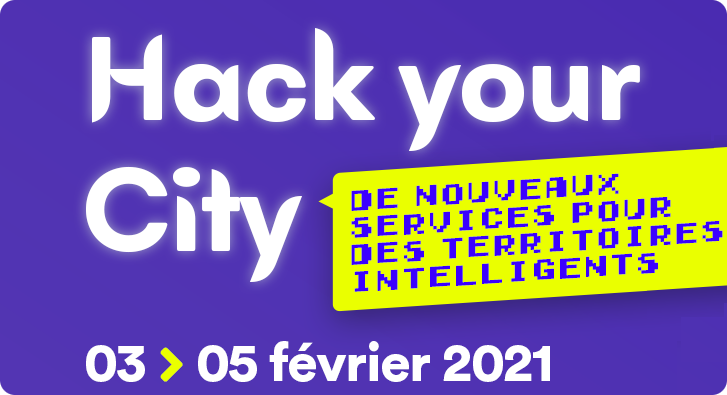 Hack your
City
DE NOUVEAUX
SERVICES POUR
DES TERRITOIRES
INTELLIGENTS
03 > 05 février 2021